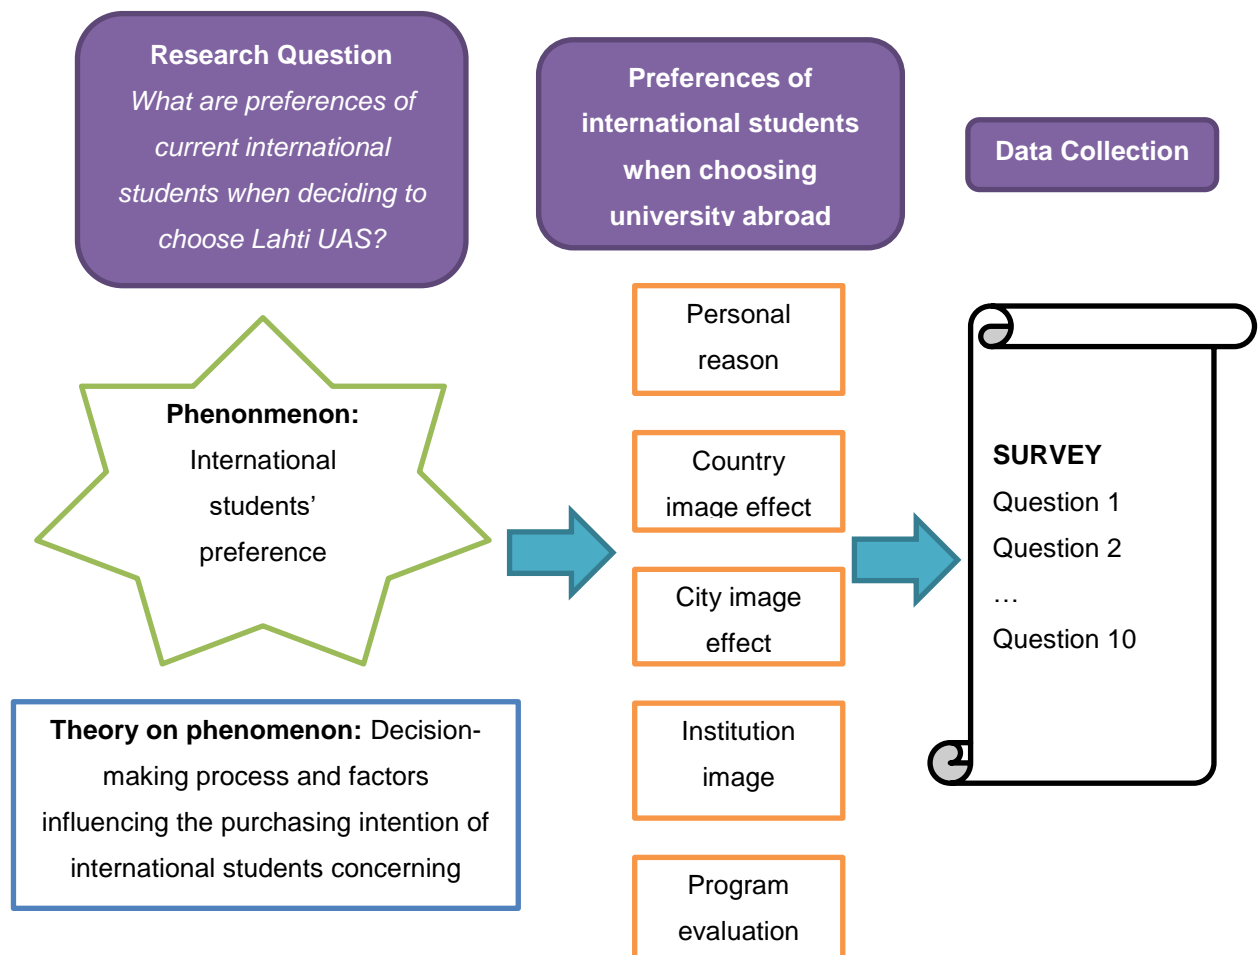 Research Question
What are preferences of
current international
students when deciding to
choose Lahti UAS?
Phenonmenon:
International
students’
preference
Theory on phenomenon: Decision-
making process and factors
influencing the purchasing intention of
international students concerning
Preferences of
international students
when choosing
university abroad
Personal
reason
Country
image effect
City image
effect
Institution
image
Program
evaluation
Data Collection
SURVEY
Question 1
Question 2
…
Question 10